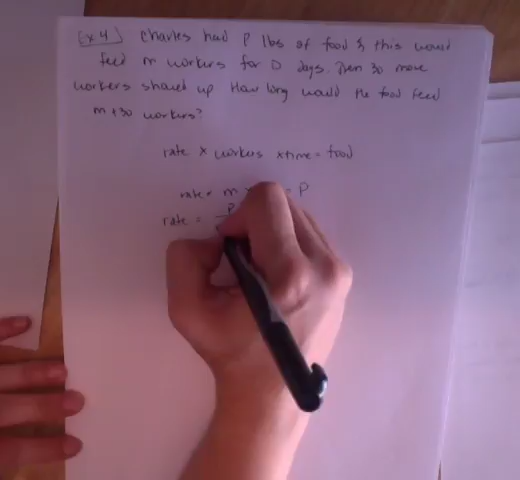 Ex 4 Charles had P lbs of food & this would
feed m workers for D days. Then 30 more
workers showed up How long would the food feed
m+30 workers?
rate × workers × time = food
rate • m = P
rate = P